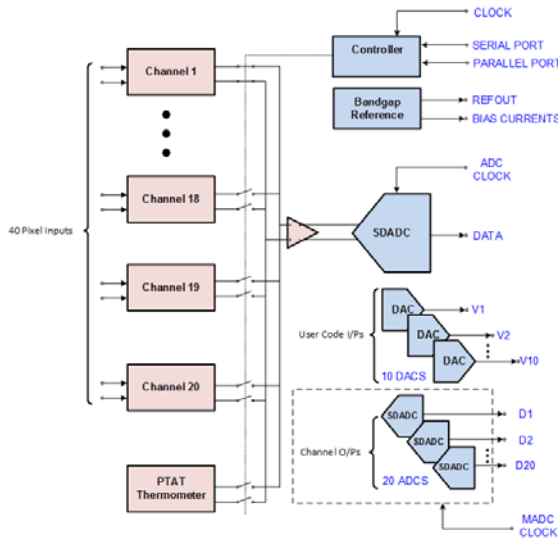 CLOCK
Controller
SERIAL PORT
PARALLEL PORT
Channel 1
Bandgap
Reference
REFOUT
BIAS CURRENTS
ADC
CLOCK
Channel 18
40 Pixel Inputs
SDADC
DATA
Channel 19
DAC
V1
User Code I/Ps
DAC
V2
DAC
V10
10 DACS
Channel 20
SDADC
D1
Channel O/Ps
SDADC
D2
SDADC
D20
20 ADCS
PTAT
Thermometer
MADC
CLOCK